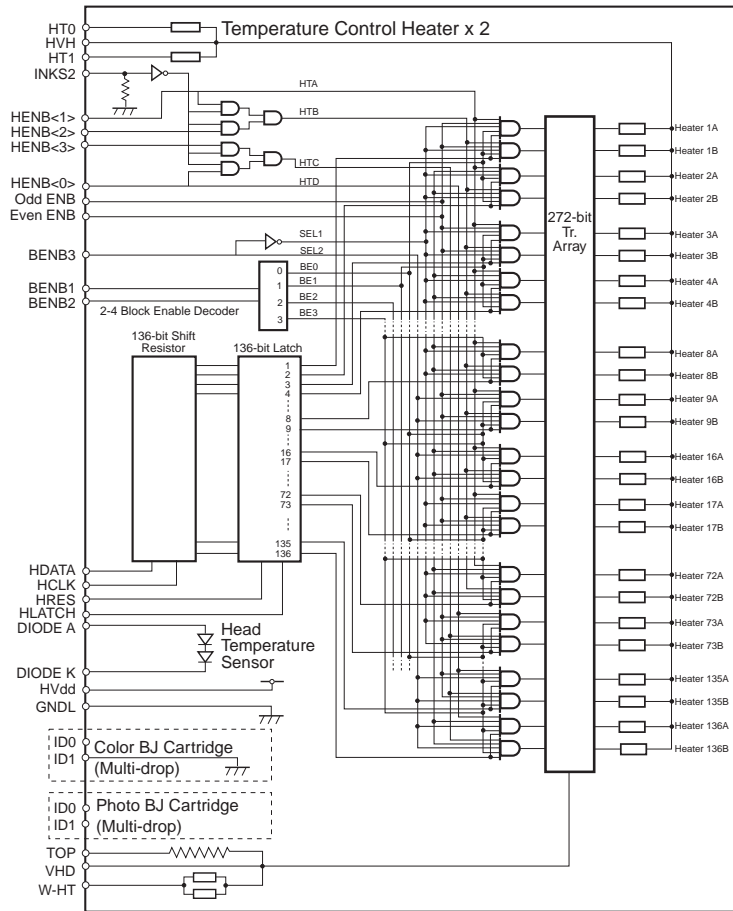 Temperature Control Heater x 2
HT0
HVH
HT1
INKS2
HTA
HENB<1>
HTB
HENB<2>
HENB<3>
HTC
HENB<0>
HTD
Odd ENB
Even ENB
SEL1
BENB3
SEL2
BE0
BENB1
BE1
BENB2
BE2
BE3
0
1
2
3
2-4 Block Enable Decoder
136-bit Shift
Resistor
136-bit Latch
1
2
3
4
8
9
16
17
72
73
135
136
272-bit
Tr.
Array
Heater 1A
Heater 1B
Heater 2A
Heater 2B
Heater 3A
Heater 3B
Heater 4A
Heater 4B
Heater 8A
Heater 8B
Heater 9A
Heater 9B
Heater 16A
Heater 16B
Heater 17A
Heater 17B
Heater 72A
Heater 72B
Heater 73A
Heater 73B
Heater 135A
Heater 135B
Heater 136A
Heater 136B
HDATA
HCLK
HRES
HLATCH
DIODE A
Head
Temperature
Sensor
DIODE K
HVdd
GNDL
ID0
ID1
Color BJ Cartridge
(Multi-drop)
ID0
ID1
Photo BJ Cartridge
(Multi-drop)
TOP
VHD
W-HT